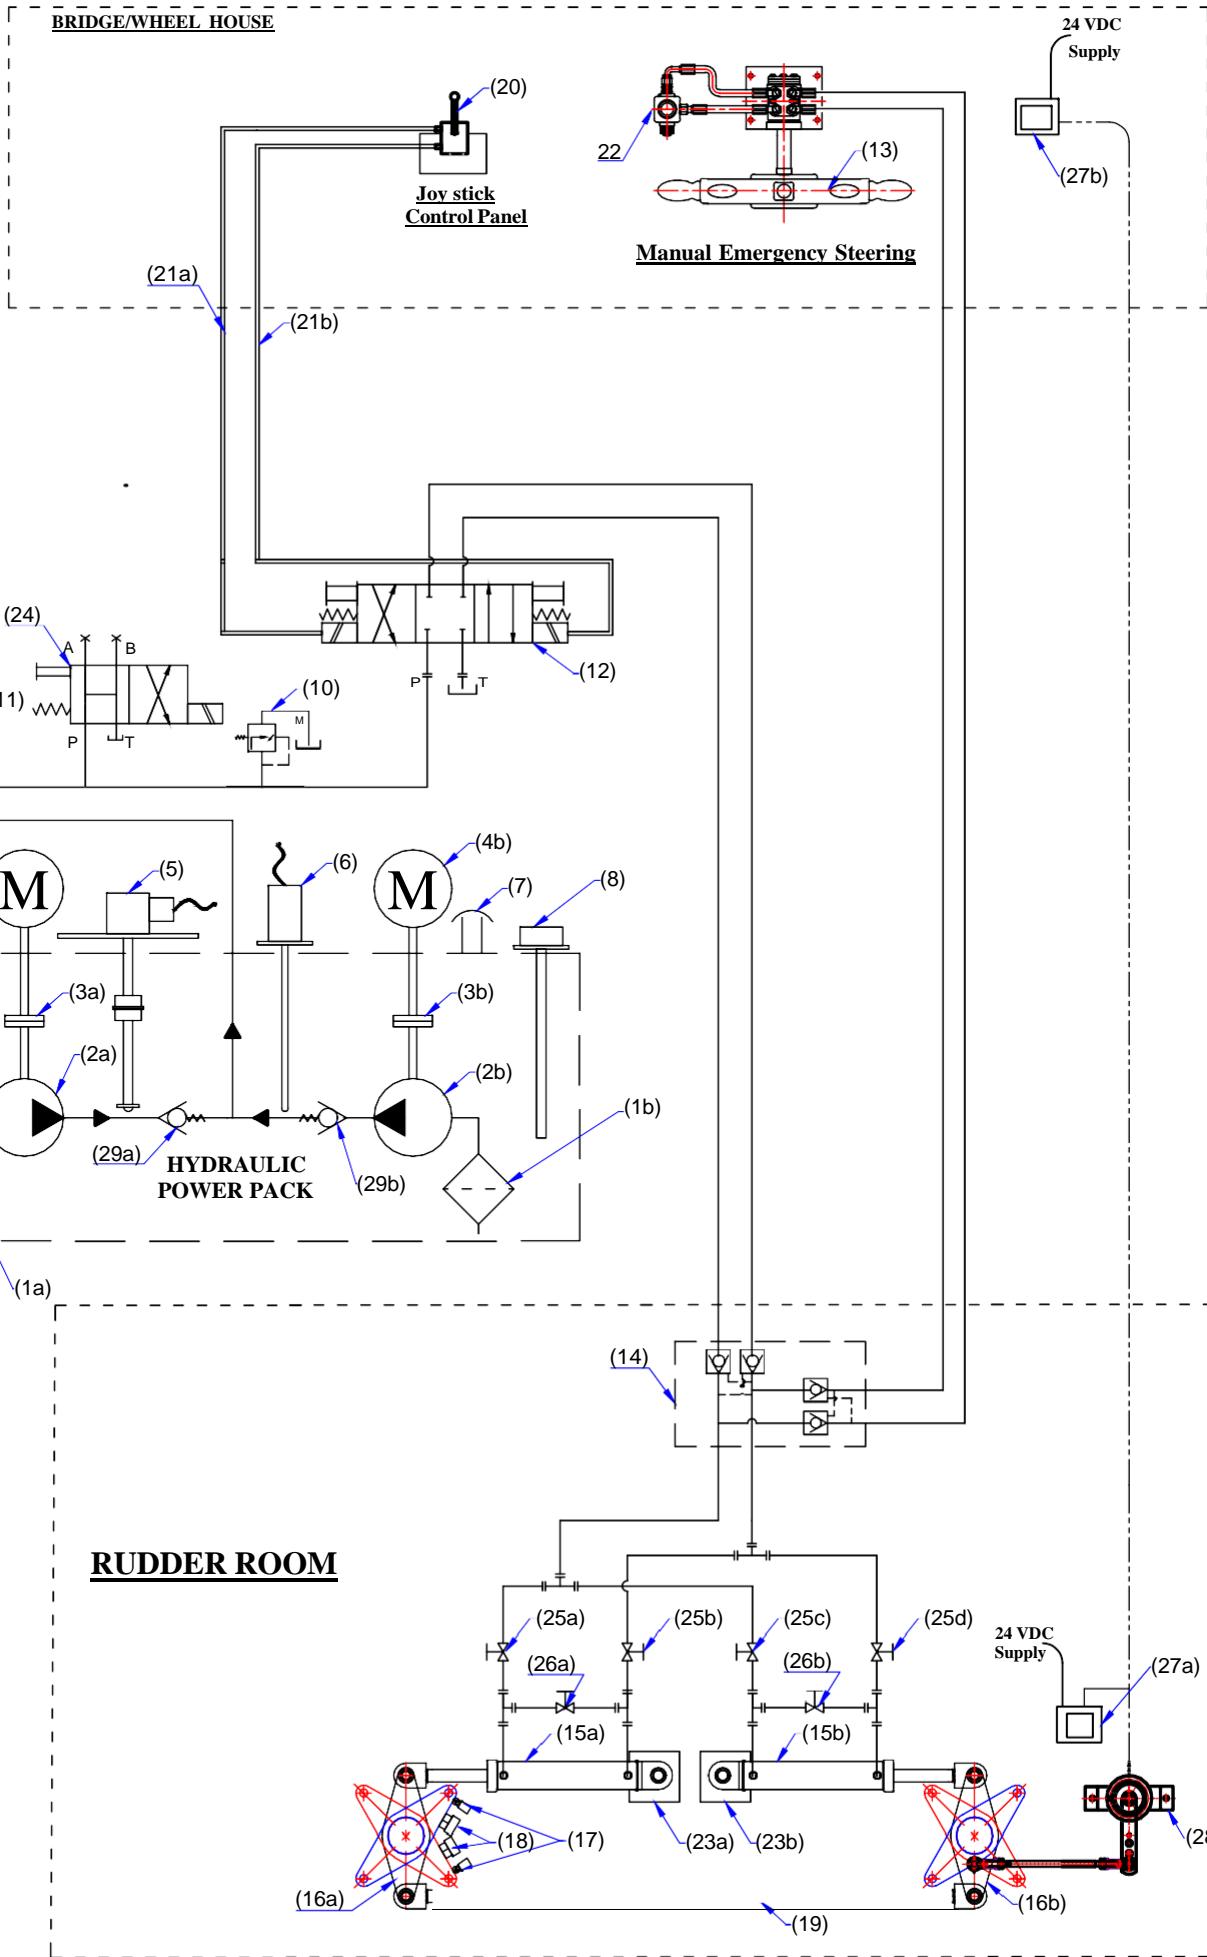 BRIDGE/WHEEL HOUSE
24 VDC
Supply
(20)
22
(13)
(27b)
Joy stick
Control Panel
Manual Emergency Steering
(21a)
(21b)
(24)
A
B
(12)
P
T
11)
(10)
M
P
T
(4b)
(6)
(5)
(7)
(8)
M
M
(3a)
(3b)
(2a)
(2b)
(1b)
(29a)
HYDRAULIC
POWER PACK
(29b)
(1a)
(14)
RUDDER ROOM
(25a)
(25b)
(25c)
(25d)
24 VDC
Supply
(26a)
(26b)
(27a)
(15a)
(15b)
(18)
(17)
(23a)
(23b)
(28
(16a)
(16b)
(19)